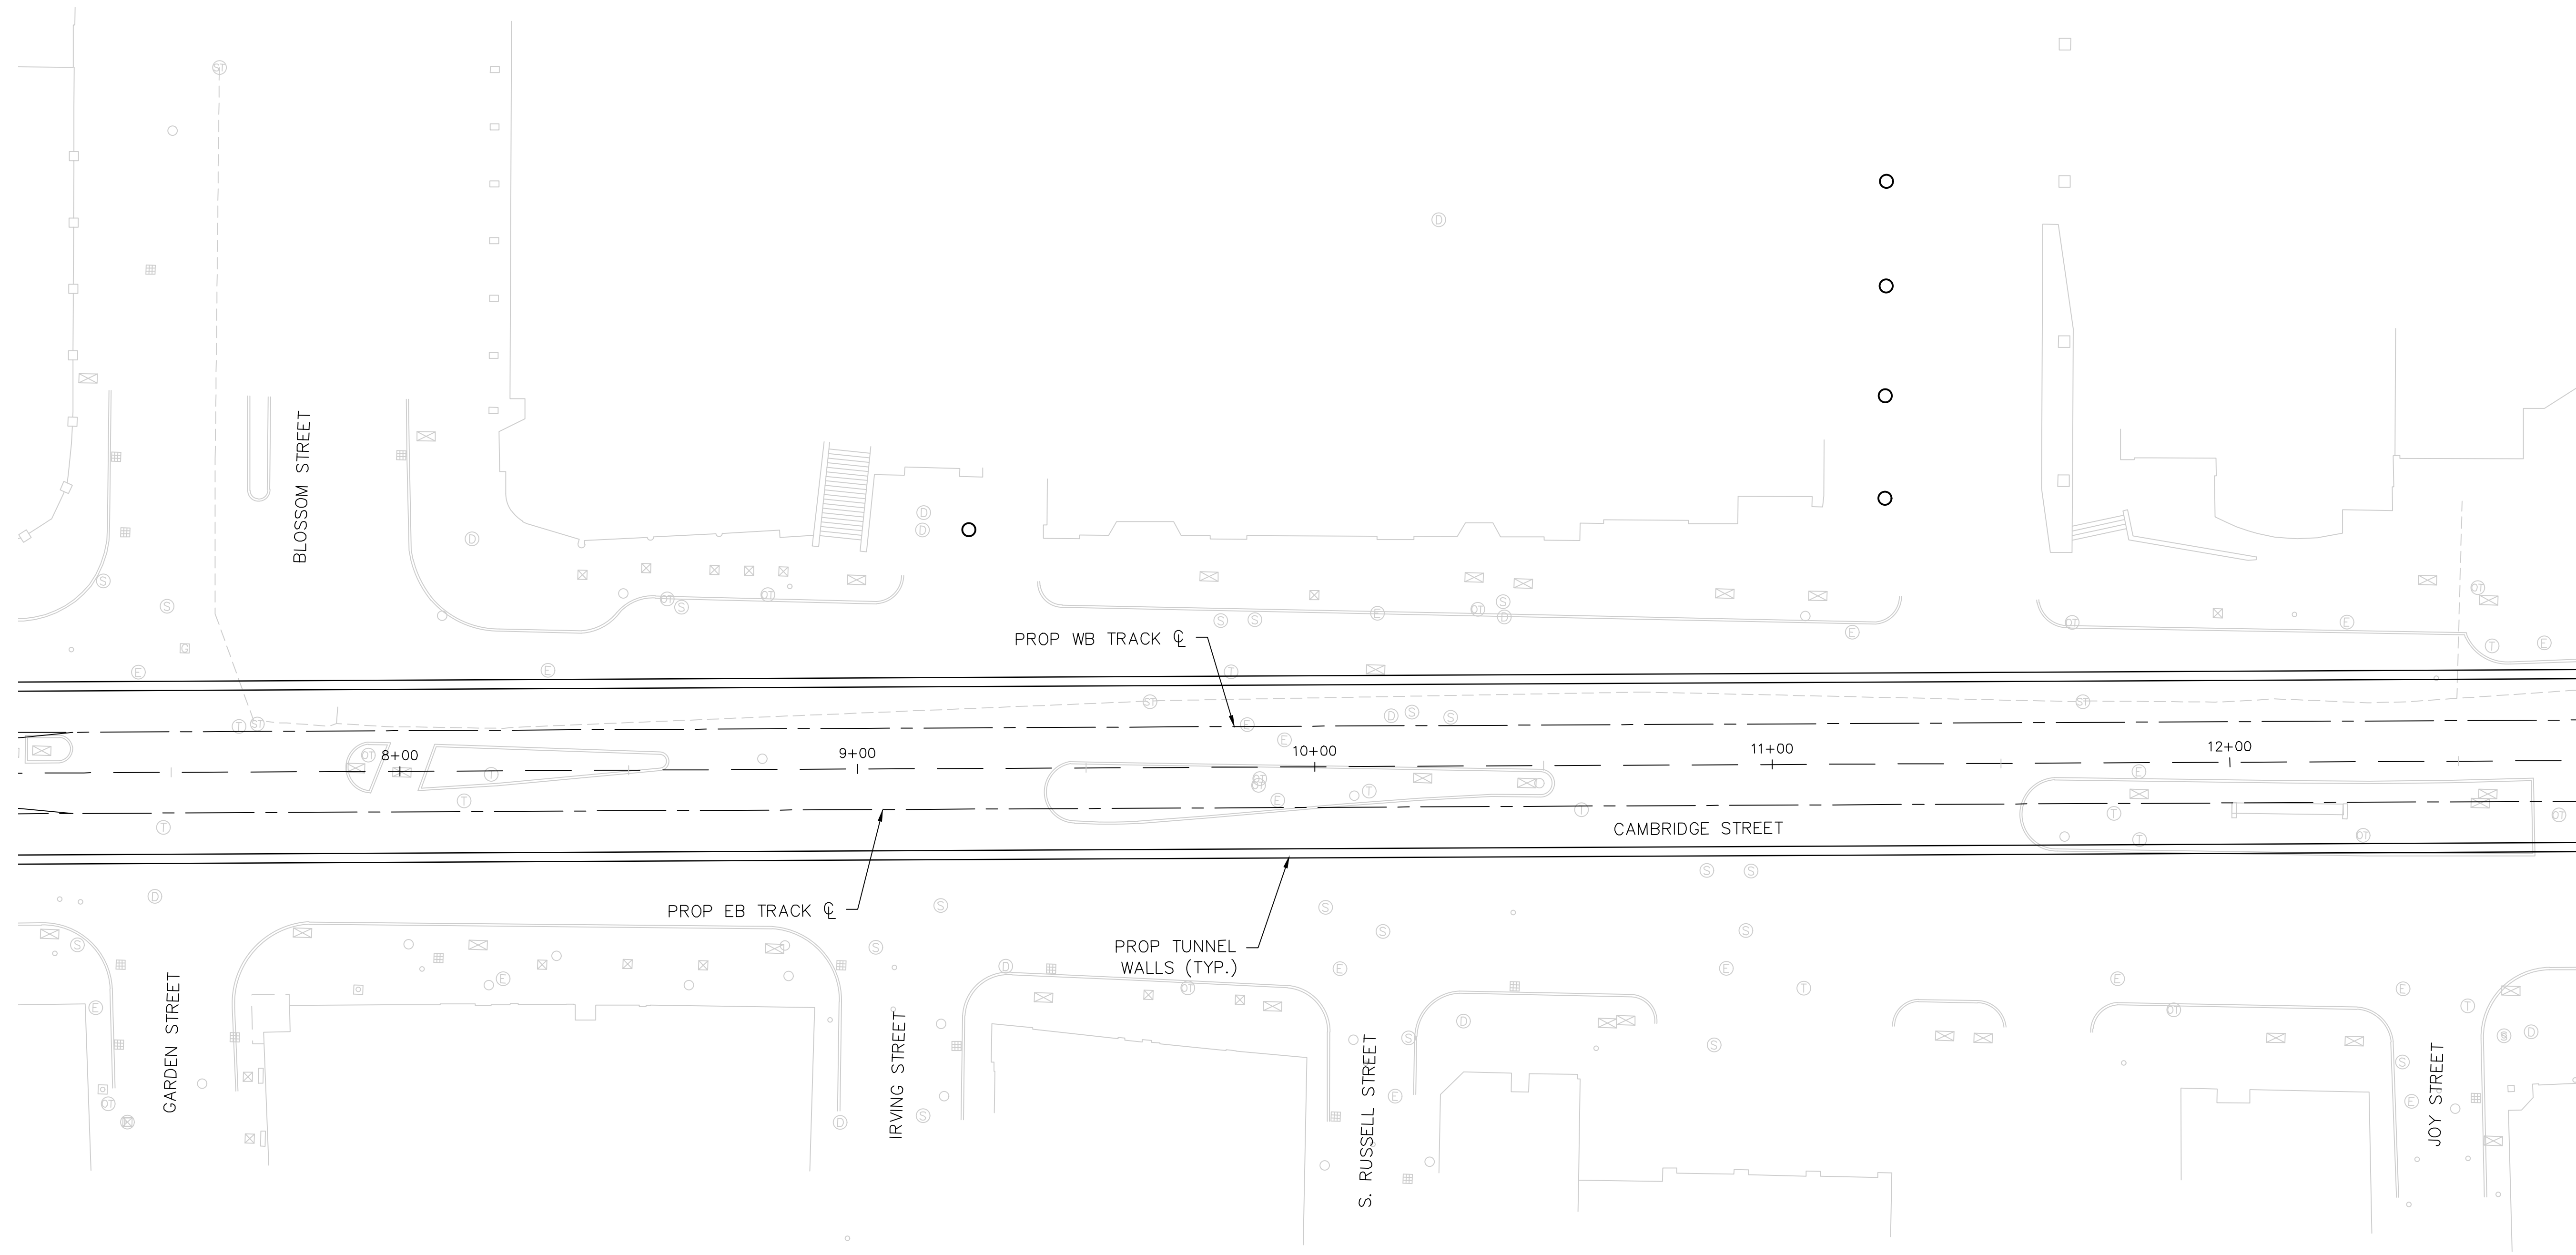 BLOSSOM STREET
PROP WB TRACK ℄
8+00
9+00
10+00
11+00
12+00
CAMBRIDGE STREET
PROP EB TRACK ℄
PROP TUNNEL
WALLS (TYP.)
GARDEN STREET
IRVING STREET
S. RUSSELL STREET
JOY STREET